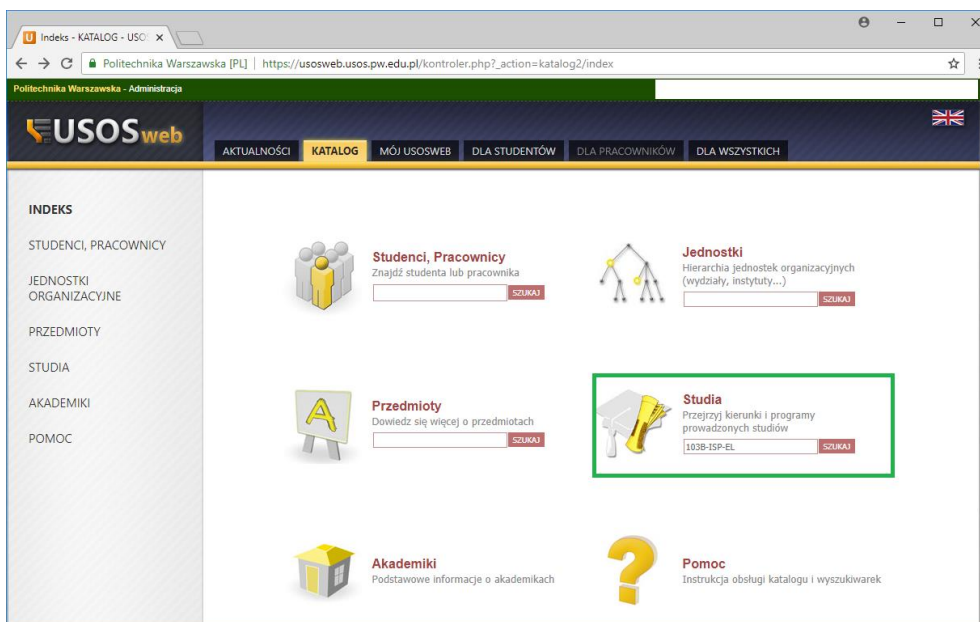 Indeks - KATALOG - USO
Politechnika Warszawska [PL] | https://usosweb.usos.pw.edu.pl/kontroler.php?_action=katalog2/index
Politechnika Warszawska - Administracja
USOSweb
AKTUALNOŚCI KATALOG MÓJ USOSWEB DLA STUDENTÓW DLA PRACOWNIKÓW DLA WSZYSTKICH
INDEKS
STUDENCI, PRACOWNICY
JEDNOSTKI
ORGANIZACYJNE
PRZEDMIOTY
STUDIA
AKADEMIKI
POMOC
Studenci, Pracownicy
Znajdź studenta lub pracownika
SZUKAJ
Jednostki
Hierarchia jednostek organizacyjnych
(wydziały, instytuty...)
SZUKAJ
Przedmioty
Dowiedz się więcej o przedmiotach
SZUKAJ
Studia
Przejrzyj kierunki i programy
prowadzonych studiów
103B-ISP-EL SZUKAJ
Akademiki
Podstawowe informacje o akademikach
Pomoc
Instrukcja obsługi katalogu i wyszukiwarek